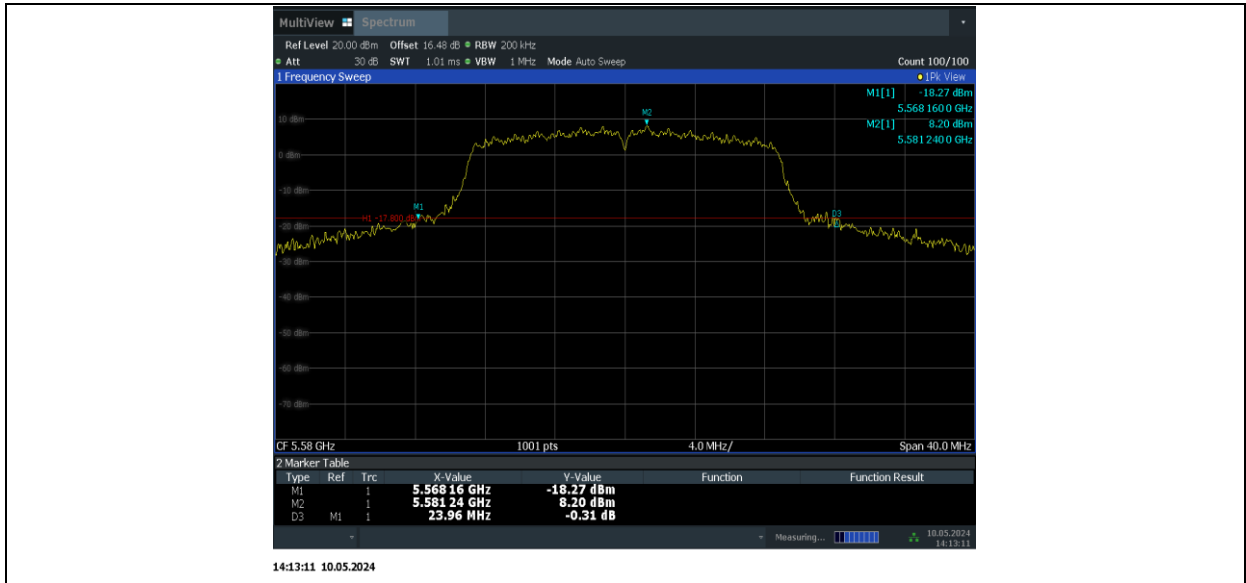 MultiView Spectrum
Ref Level 20.00 dBm Offset 16.48 dB RBW 200 kHz
Att 30 dB SWT 1.01 ms VBW 1 MHz Mode Auto Sweep Count 100/100
1 Frequency Sweep 1Pk View
M1[1] -18.27 dBm
5.568 160 0 GHz
M2[1] 8.20 dBm
5.581 240 0 GHz
M2
10 dBm
0 dBm
-10 dBm
M1
H1 -17.800 dBm
D3
-20 dBm
-30 dBm
-40 dBm
-50 dBm
-60 dBm
-70 dBm
CF 5.58 GHz 1001 pts 4.0 MHz/ Span 40.0 MHz
2 Marker Table
Type Ref Trc X-Value Y-Value Function Function Result
M1 1 5.568 16 GHz -18.27 dBm
M2 1 5.581 24 GHz 8.20 dBm
D3 M1 1 23.96 MHz -0.31 dB
Measuring... 10.05.2024
14:13:11
14:13:11 10.05.2024